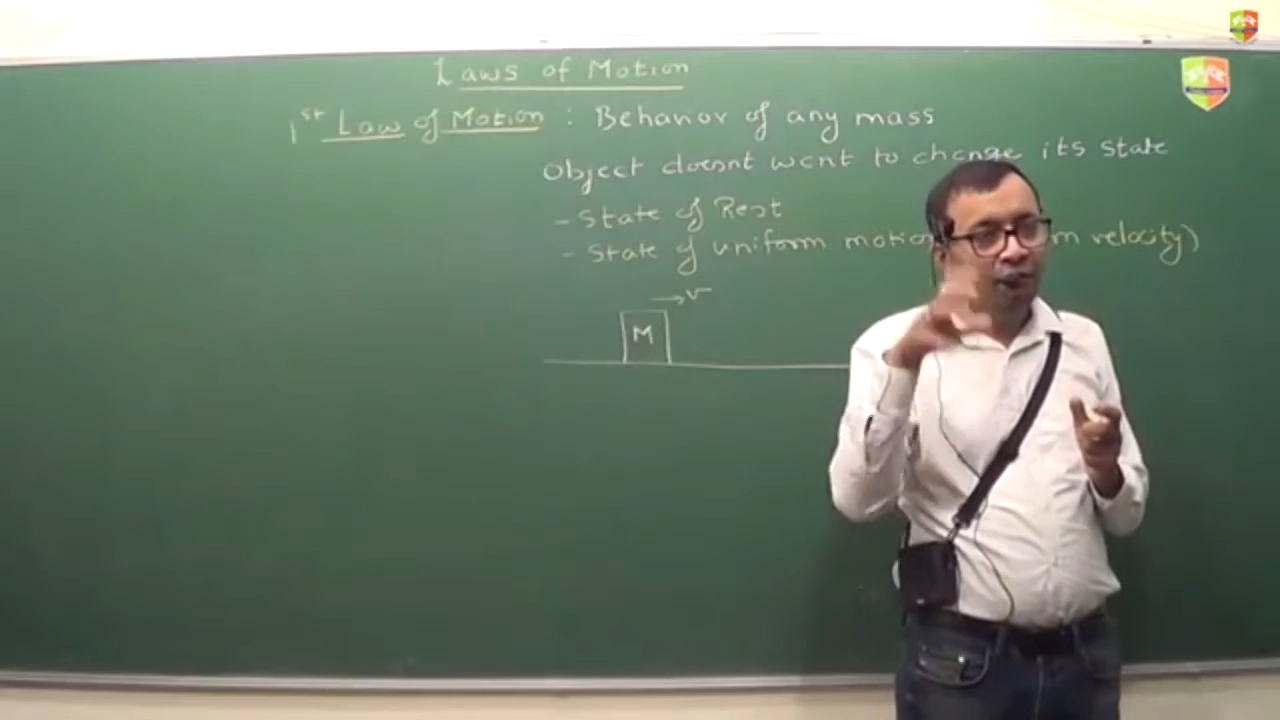 Laws of Motion
1st Law of Motion : Behavior of any mass
Object doesnt want to change its state
- State of Rest
- State of uniform motion velocity)
→ v
M